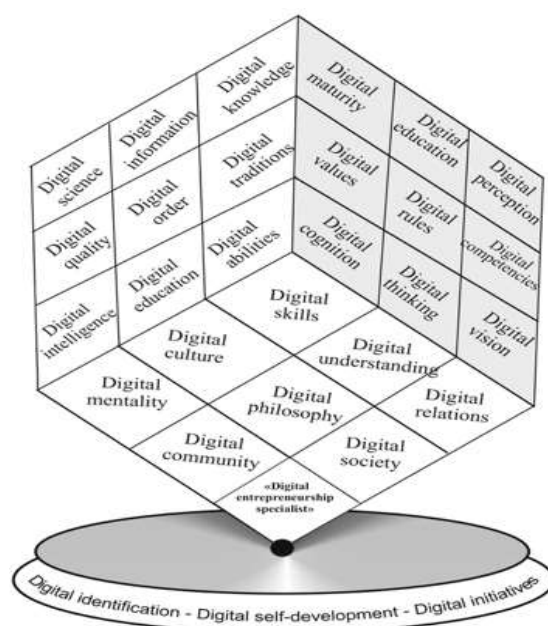 Digital
science
Digital
information
Digital
knowledge
Digital
quality
Digital
order
Digital
traditions
Digital
intelligence
Digital
education
Digital
abilities
Digital
maturity
Digital
education
Digital
perception
Digital
values
Digital
rules
Digital
competencies
Digital
cognition
Digital
thinking
Digital
vision
Digital
skills
Digital
culture
Digital
understanding
Digital
mentality
Digital
philosophy
Digital
relations
Digital
community
Digital
society
«Digital
entrepreneurship
specialist»
Digital identification - Digital self-development - Digital initiatives